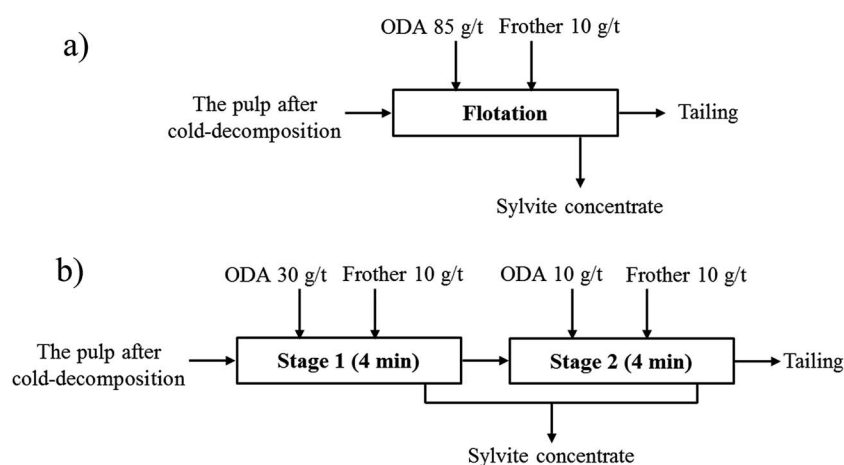 a)
ODA 85 g/t Frother 10 g/t
The pulp after
cold-decomposition
Flotation
Tailing
Sylvite concentrate
b)
ODA 30 g/t Frother 10 g/t ODA 10 g/t Frother 10 g/t
The pulp after
cold-decomposition
Stage 1 (4 min)
Stage 2 (4 min)
Tailing
Sylvite concentrate